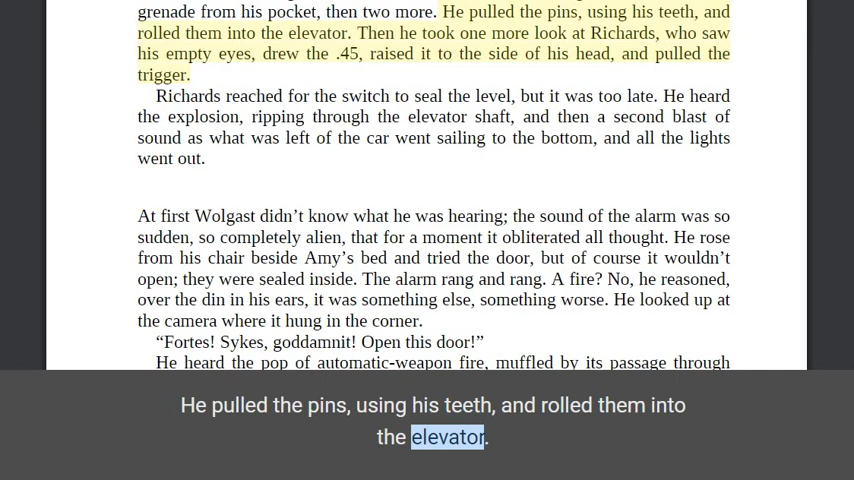 grenade from his pocket, then two more. He pulled the pins, using his teeth, and
rolled them into the elevator. Then he took one more look at Richards, who saw
his empty eyes, drew the .45, raised it to the side of his head, and pulled the
trigger.
Richards reached for the switch to seal the level, but it was too late. He heard
the explosion, ripping through the elevator shaft, and then a second blast of
sound as what was left of the car went sailing to the bottom, and all the lights
went out.
At first Wolgast didn’t know what he was hearing; the sound of the alarm was so
sudden, so completely alien, that for a moment it obliterated all thought. He rose
from his chair beside Amy’s bed and tried the door, but of course it wouldn’t
open; they were sealed inside. The alarm rang and rang. A fire? No, he reasoned,
over the din in his ears, it was something else, something worse. He looked up at
the camera where it hung in the corner.
“Fortes! Sykes, goddamnit! Open this door!”
He heard the pop of automatic-weapon fire, muffled by its passage through
He pulled the pins, using his teeth, and rolled them into
the elevator.